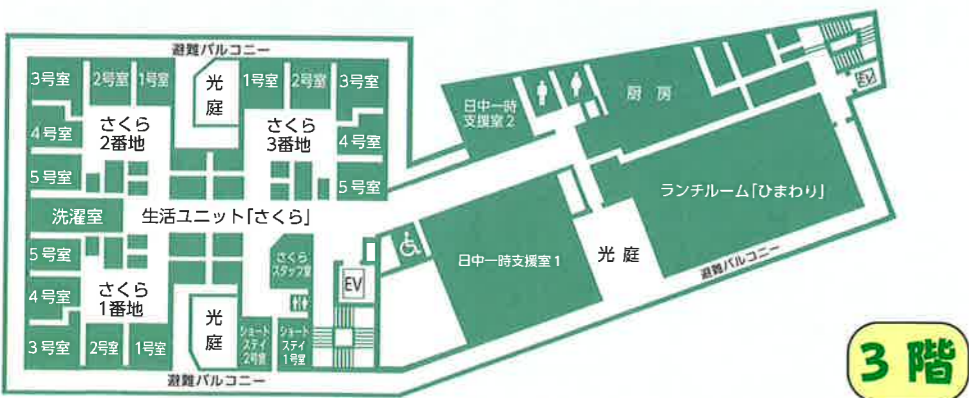 避難バルコニー
3号室
2号室
1号室
光
庭
1号室
2号室
3号室
さくら
2番地
さくら
3番地
4号室
4号室
5号室
5号室
洗濯室
生活ユニット「さくら」
5号室
さくら
スタッフ室
4号室
さくら
1番地
EV
3号室
2号室
1号室
光
庭
ショート
ステイ
2号室
ショート
ステイ
1号室
避難バルコニー
日中一時
支援室2
厨房
EV
ランチルーム「ひまわり」
日中一時支援室1
光庭
避難バルコニー
3階